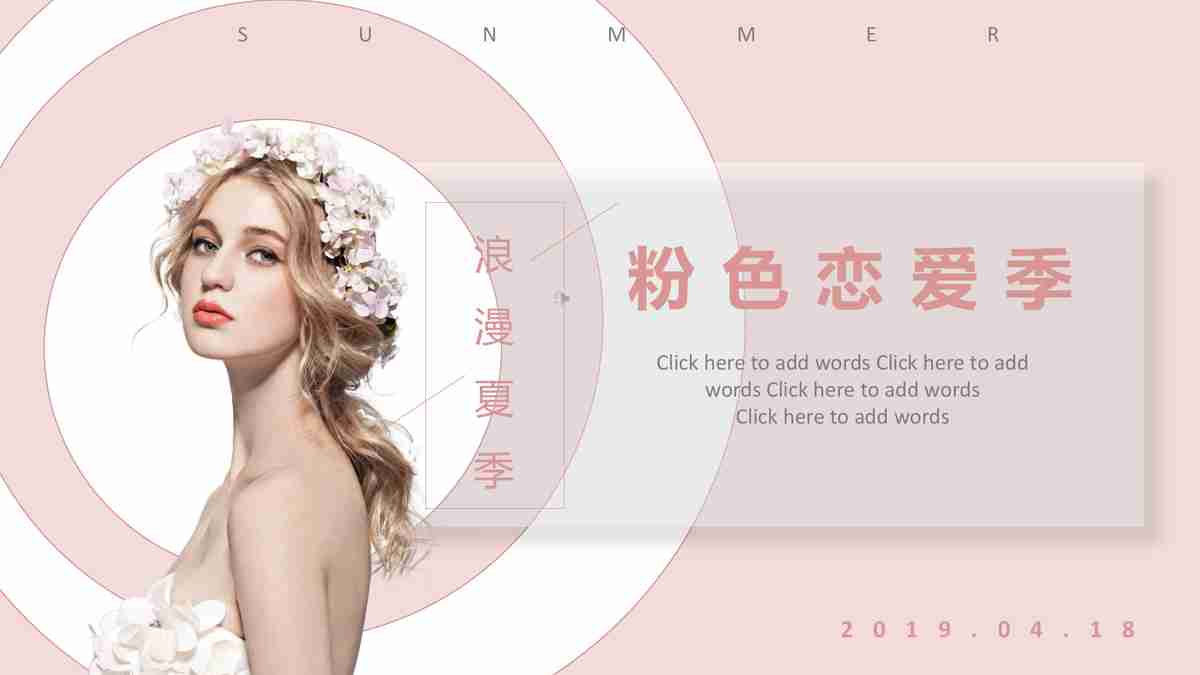 SUNMMER
浪漫夏季
粉色恋爱季
Click here to add words Click here to add
words Click here to add words
Click here to add words
2019.04.18